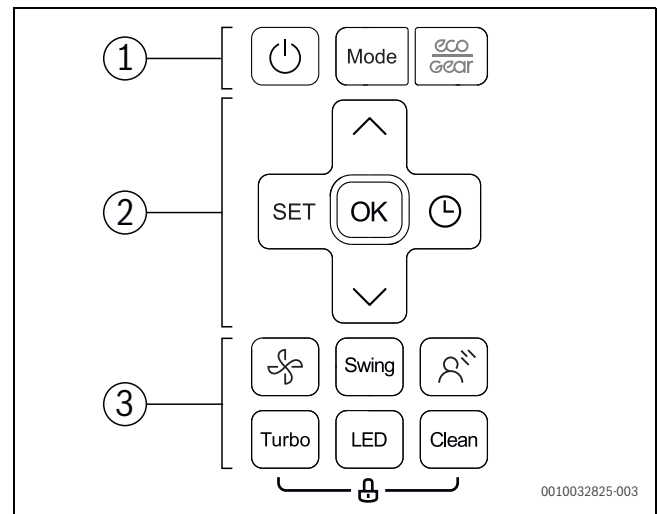 1
Mode
eco
Gear
2
SET
OK
3
Swing
Turbo
LED
Clean
0010032825-003